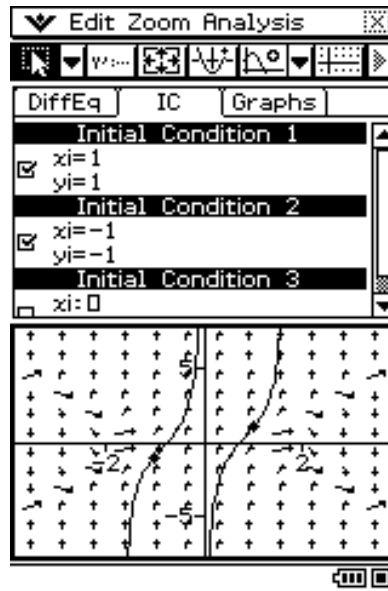 Edit Zoom Analysis
DiffEq IC Graphs
Initial Condition 1
xi=1
yi=1
Initial Condition 2
xi=-1
yi=-1
Initial Condition 3
xi:0
5
-2 2
-5